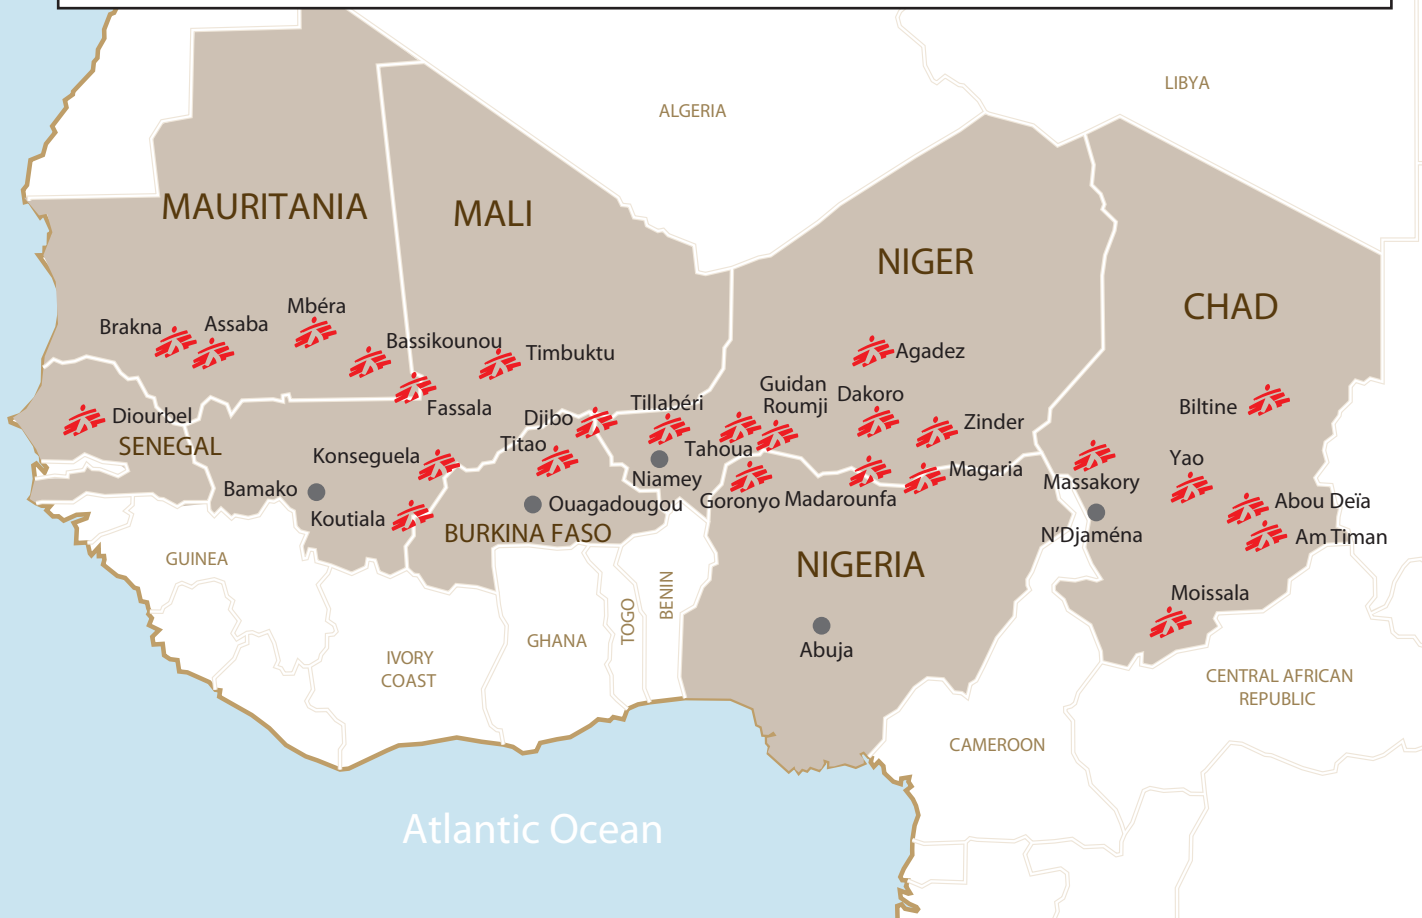 LIBYA
ALGERIA
MAURITANIA
MALI
NIGER
CHAD
Mbéra
Brakna
Assaba
Bassikounou
Timbuktu
Agadez
Fassala
Diourbel
SENEGAL
Djibo
Tillabéri
Guidan
Roumji
Dakoro
Zinder
Biltine
Titao
Tahoua
Konseguela
Niamey
Goronyo
Madarounfa
Magaria
Massakory
Yao
Bamako
Koutiala
Ouagadougou
BURKINA FASO
N'Djaména
Abou Deïa
Am Timan
GUINEA
NIGERIA
Moissala
IVORY
COAST
GHANA
TOGO
BENIN
Abuja
CENTRAL AFRICAN
REPUBLIC
CAMEROON
Atlantic Ocean